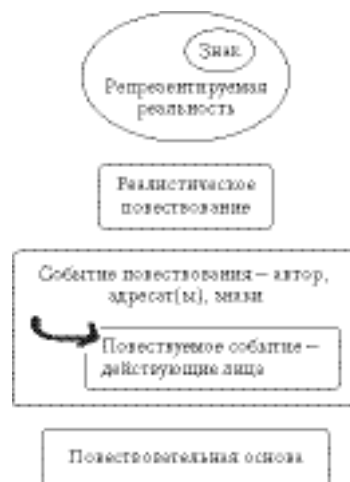 Знак
Репрезентируемая
реальность
Реалистическое
повествование
Событие повествования — автор,
адресат(ы), знаки
Повествуемое событие —
действующие лица
Повествовательная основа